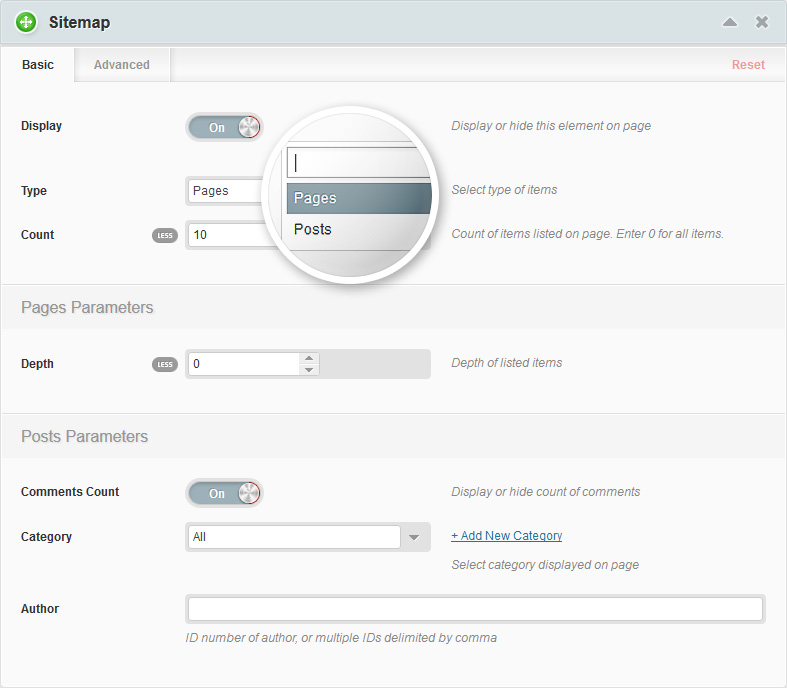 Sitemap
Basic
Advanced
Reset
Display
On
Display or hide this element on page
Type
Pages
Select type of items
Pages
Posts
Count
LESS
10
Count of items listed on page. Enter 0 for all items.
Pages Parameters
Depth
LESS
0
Depth of listed items
Posts Parameters
Comments Count
On
Display or hide count of comments
Category
All
+ Add New Category
Select category displayed on page
Author
ID number of author, or multiple IDs delimited by comma